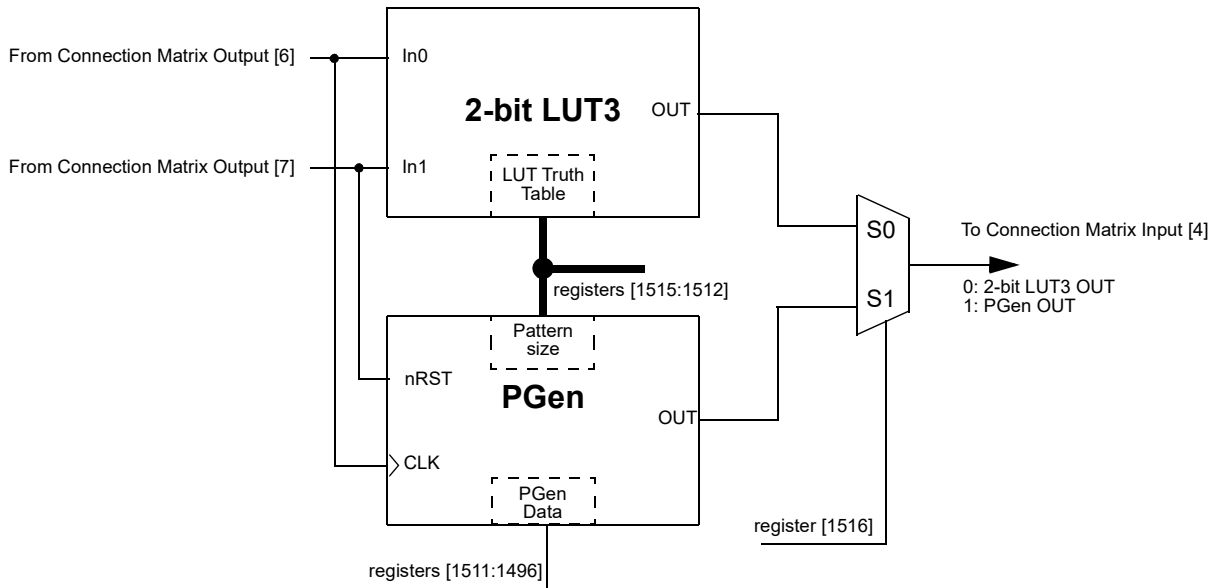 From Connection Matrix Output [6]
In0
2-bit LUT3
OUT
From Connection Matrix Output [7]
In1
LUT Truth
Table
S0
To Connection Matrix Input [4]
registers [1515:1512]
0: 2-bit LUT3 OUT
1: PGen OUT
S1
Pattern
size
nRST
PGen
OUT
CLK
PGen
Data
register [1516]
registers [1511:1496]